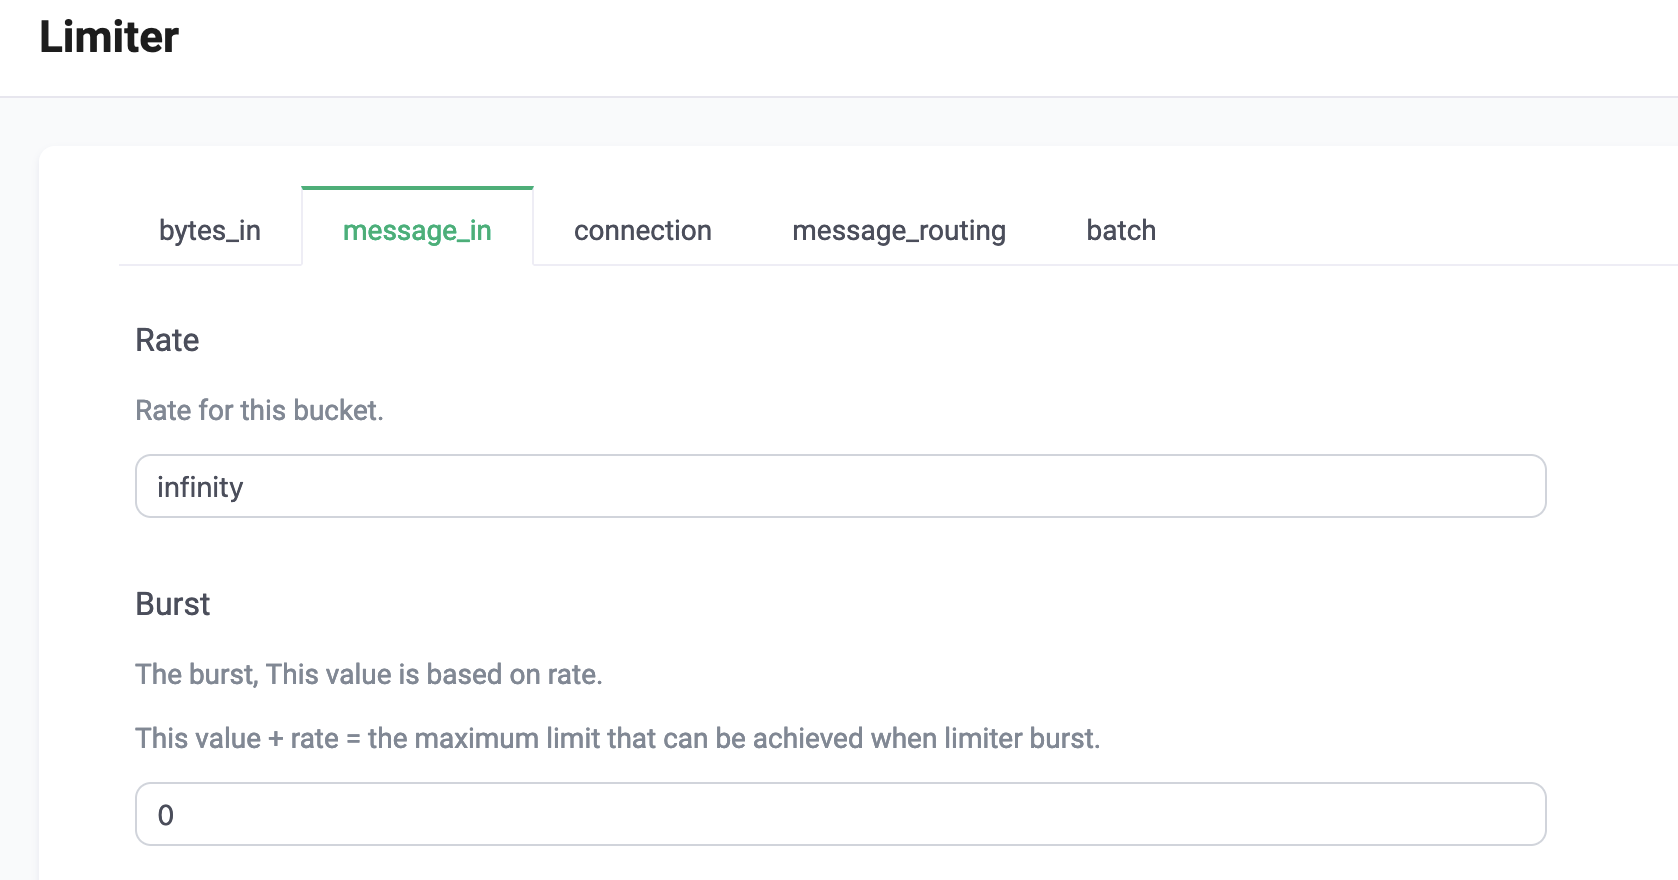 Limiter
bytes_in message_in connection message_routing batch
Rate
Rate for this bucket.
infinity
Burst
The burst, This value is based on rate.
This value + rate = the maximum limit that can be achieved when limiter burst.
0